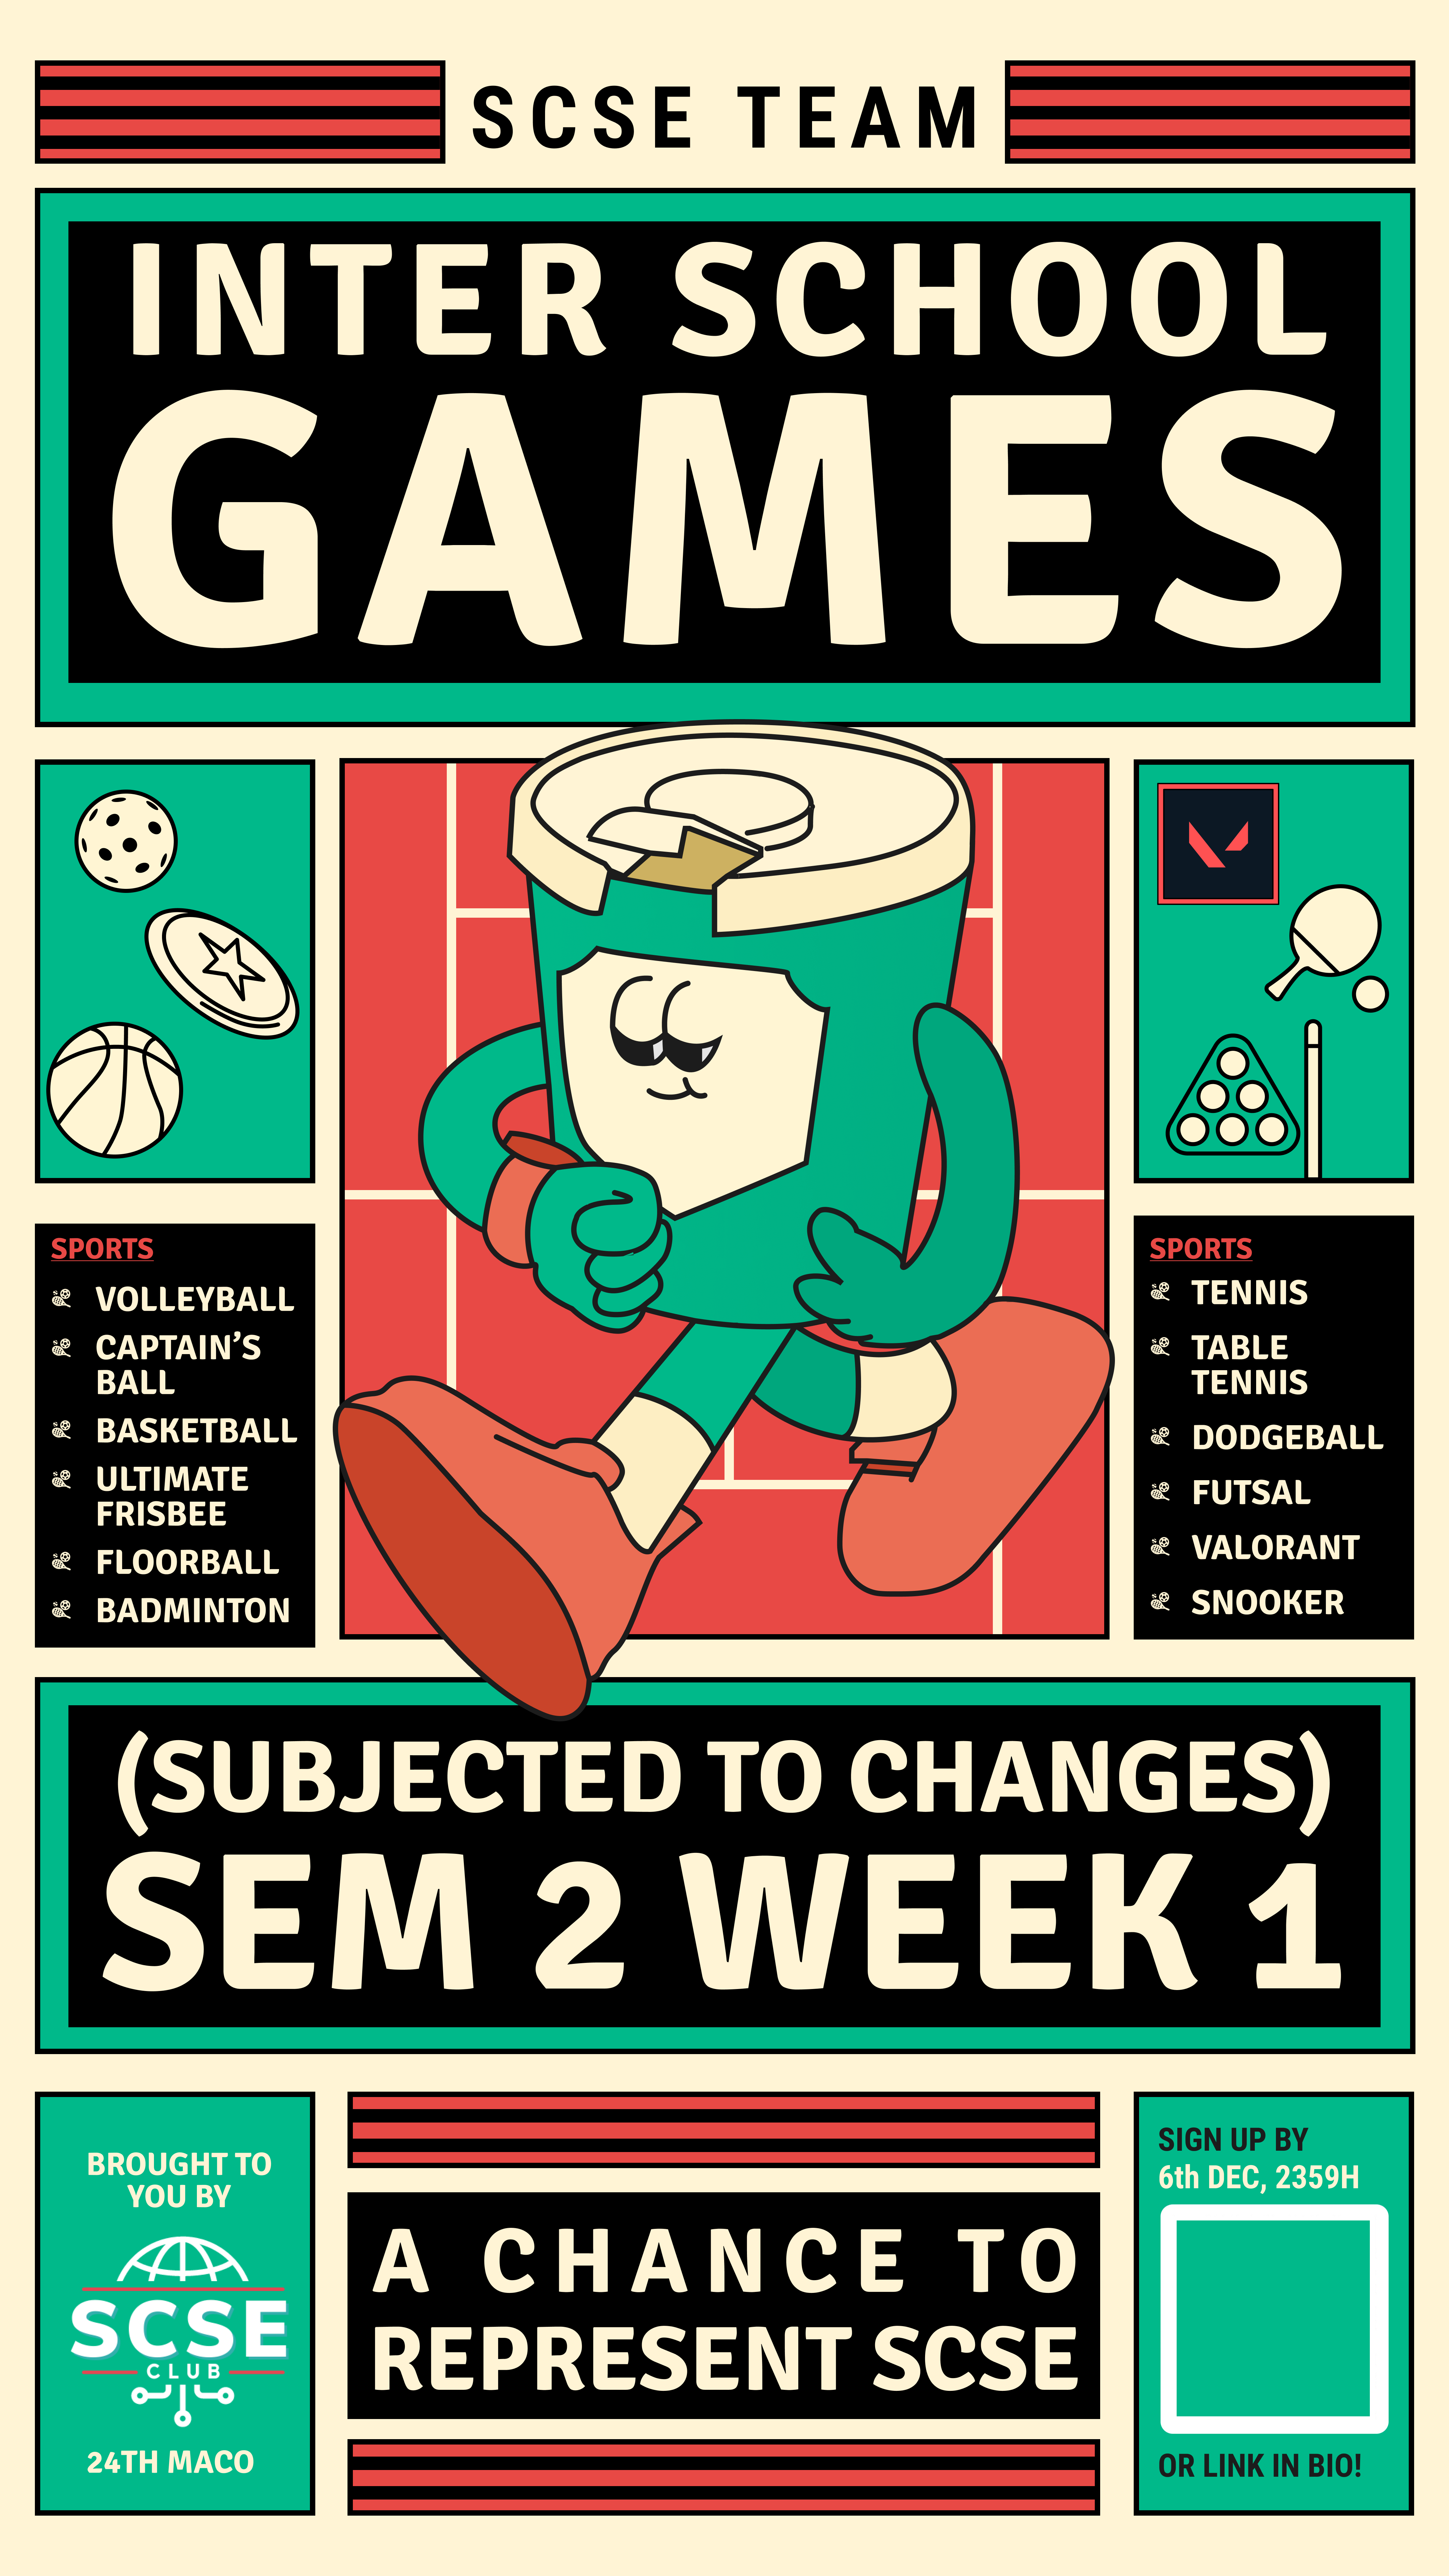 SCSE TEAM
INTER SCHOOL
GAMES
SPORTS
VOLLEYBALL
CAPTAIN’S
BALL
BASKETBALL
ULTIMATE
FRISBEE
FLOORBALL
BADMINTON
SPORTS
TENNIS
TABLE
TENNIS
DODGEBALL
FUTSAL
VALORANT
SNOOKER
(SUBJECTED TO CHANGES)
SEM 2 WEEK 1
BROUGHT TO
YOU BY
SCSE
CLUB
24TH MACO
A CHANCE TO
REPRESENT SCSE
SIGN UP BY
6th DEC, 2359H
OR LINK IN BIO!